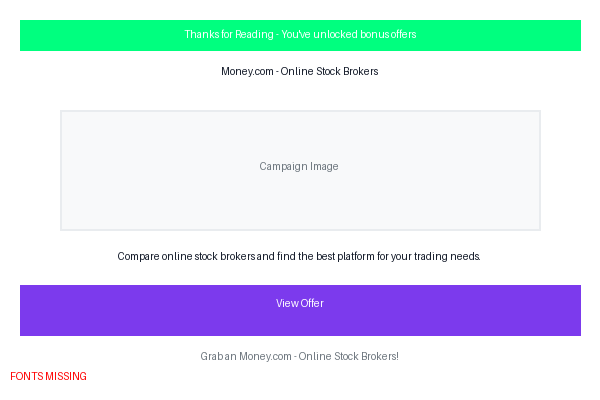 Thanks for Reading - You've unlocked bonus offers
Money.com - Online Stock Brokers
Campaign Image
Compare online stock brokers and find the best platform for your trading needs.
View Offer
Grab an Money.com - Online Stock Brokers!
FONTS MISSING